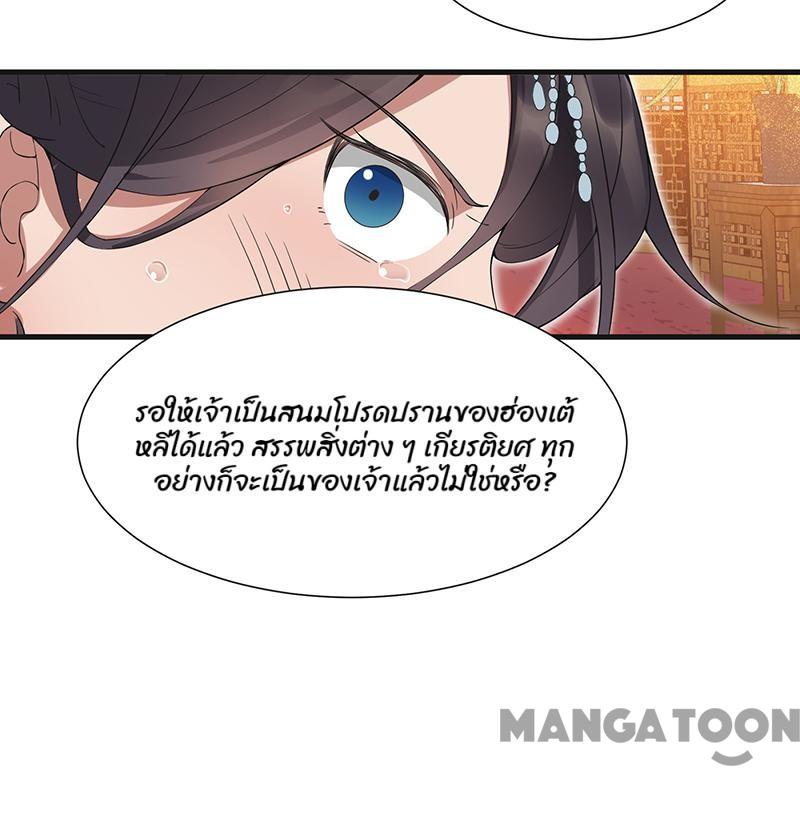 รอให้เจ้าเป็นสนมโปรดปรานของฮ่องเต้
หลีได้แล้ว สรรพสิ่งต่าง ๆ เกียรติยศ ทุก
อย่างก็จะเป็นของเจ้าแล้วไม่ใช่หรือ?
MANGATOON